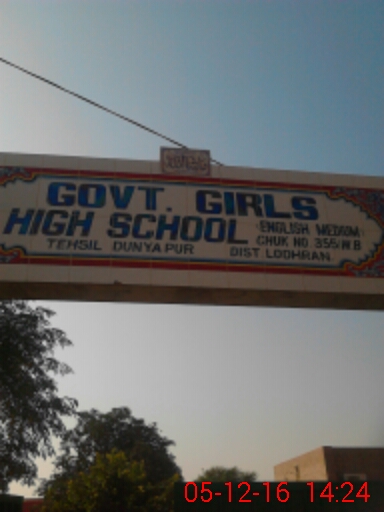 GOVT. GIRLS
HIGH SCHOOL (ENGLISH MEDIUM)
CHUK NO. 356/W.B
TEHSIL DUNYAPUR DIST: LODHRAN
05-12-16 14:24